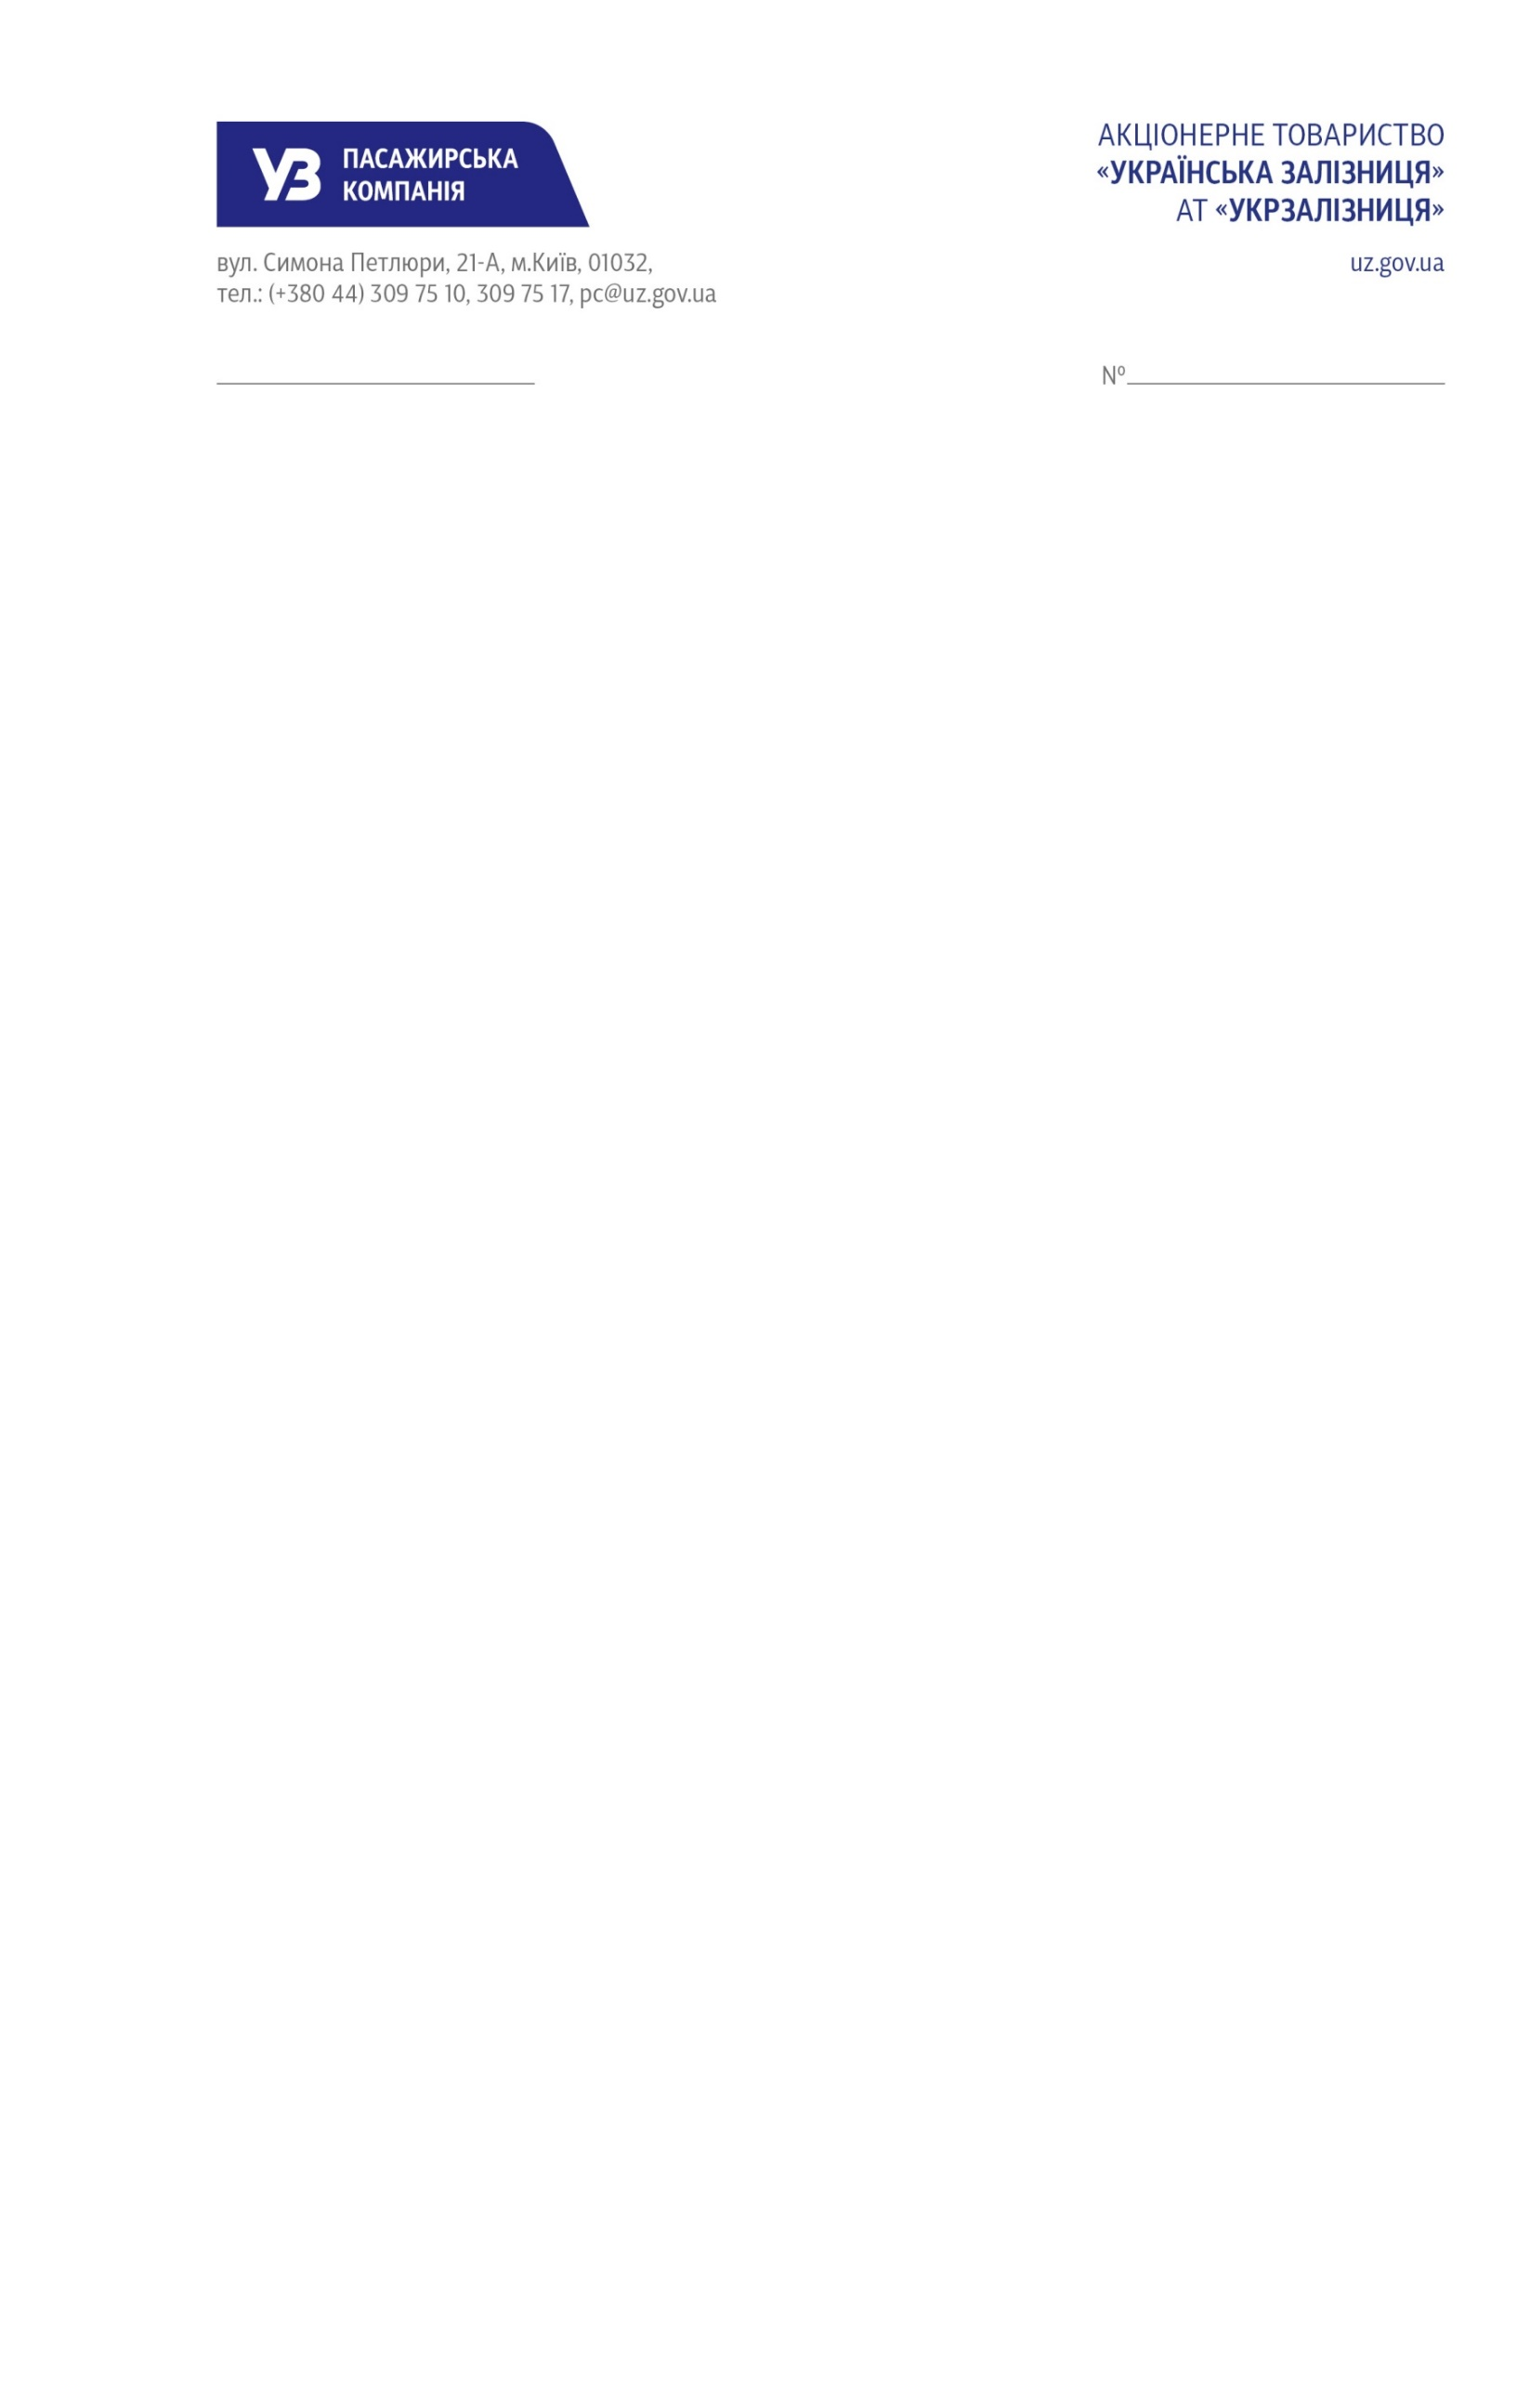 УЗ ПАСАЖИРСЬКА
КОМПАНІЯ
АКЦІОНЕРНЕ ТОВАРИСТВО
«УКРАЇНСЬКА ЗАЛІЗНИЦЯ»
АТ «УКРЗАЛІЗНИЦЯ»
вул. Симона Петлюри, 21-А, м.Київ, 01032,
тел.: (+380 44) 309 75 10, 309 75 17, pc@uz.gov.ua
uz.gov.ua
№